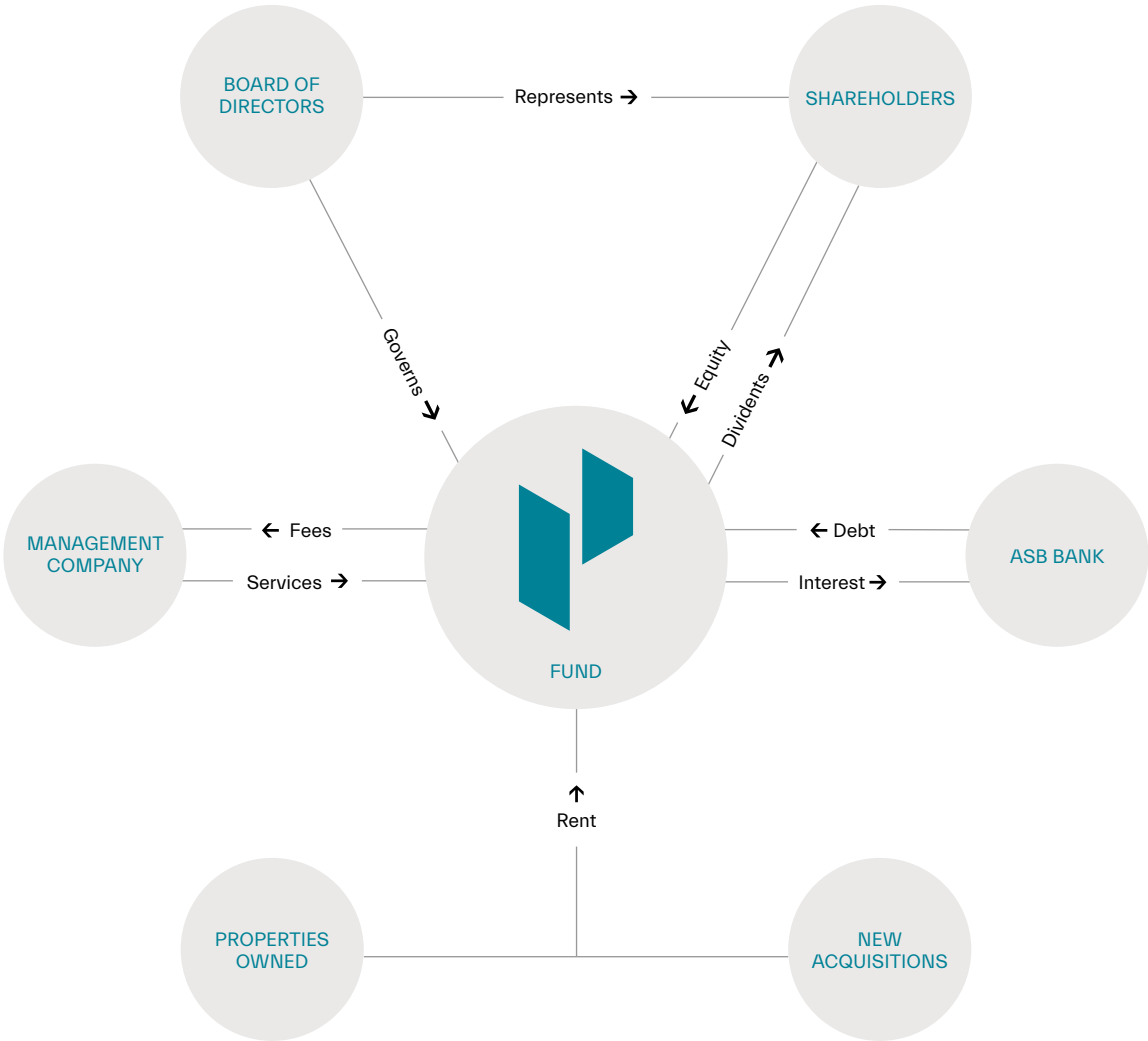 BOARD OF
DIRECTORS
Represents →
SHAREHOLDERS
Governs →
← Equity
Dividents →
MANAGEMENT
COMPANY
← Fees
Services →
← Debt
Interest →
ASB BANK
FUND
↑
Rent
PROPERTIES
OWNED
NEW
ACQUISITIONS